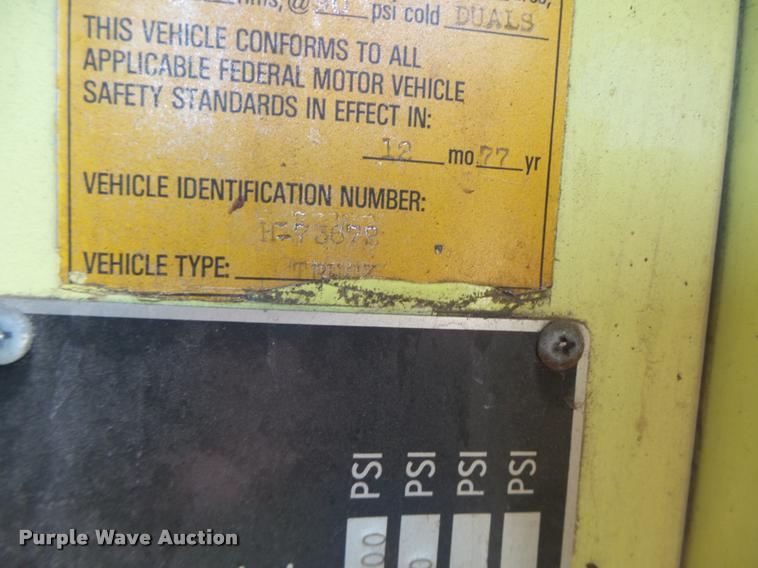 psi cold DUALS
THIS VEHICLE CONFORMS TO ALL
APPLICABLE FEDERAL MOTOR VEHICLE
SAFETY STANDARDS IN EFFECT IN:
12 mo 77 yr
VEHICLE IDENTIFICATION NUMBER:
VEHICLE TYPE: TRUCK
PSI PSI PSI PSI
Purple Wave Auction